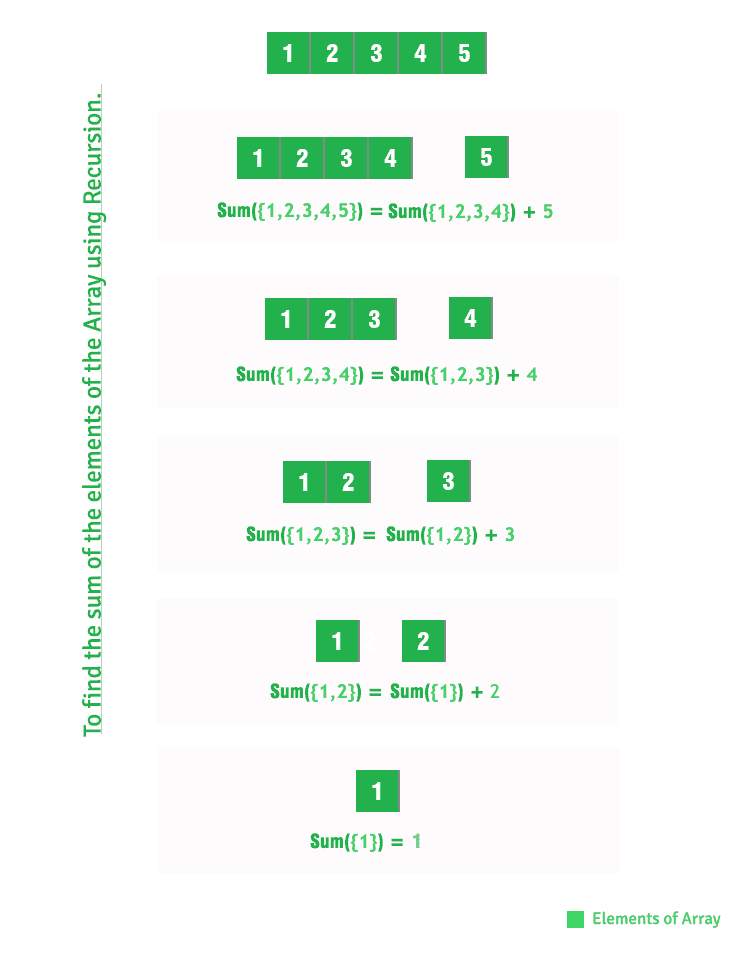 1 2 3 4 5
To find the sum of the elements of the Array using Recursion.
1 2 3 4 5
Sum({1,2,3,4,5}) = Sum({1,2,3,4}) + 5
1 2 3 4
Sum({1,2,3,4}) = Sum({1,2,3}) + 4
1 2 3
Sum({1,2,3}) = Sum({1,2}) + 3
1 2 2
Sum({1,2}) = Sum({1}) + 2
1
Sum({1}) = 1
Elements of Array